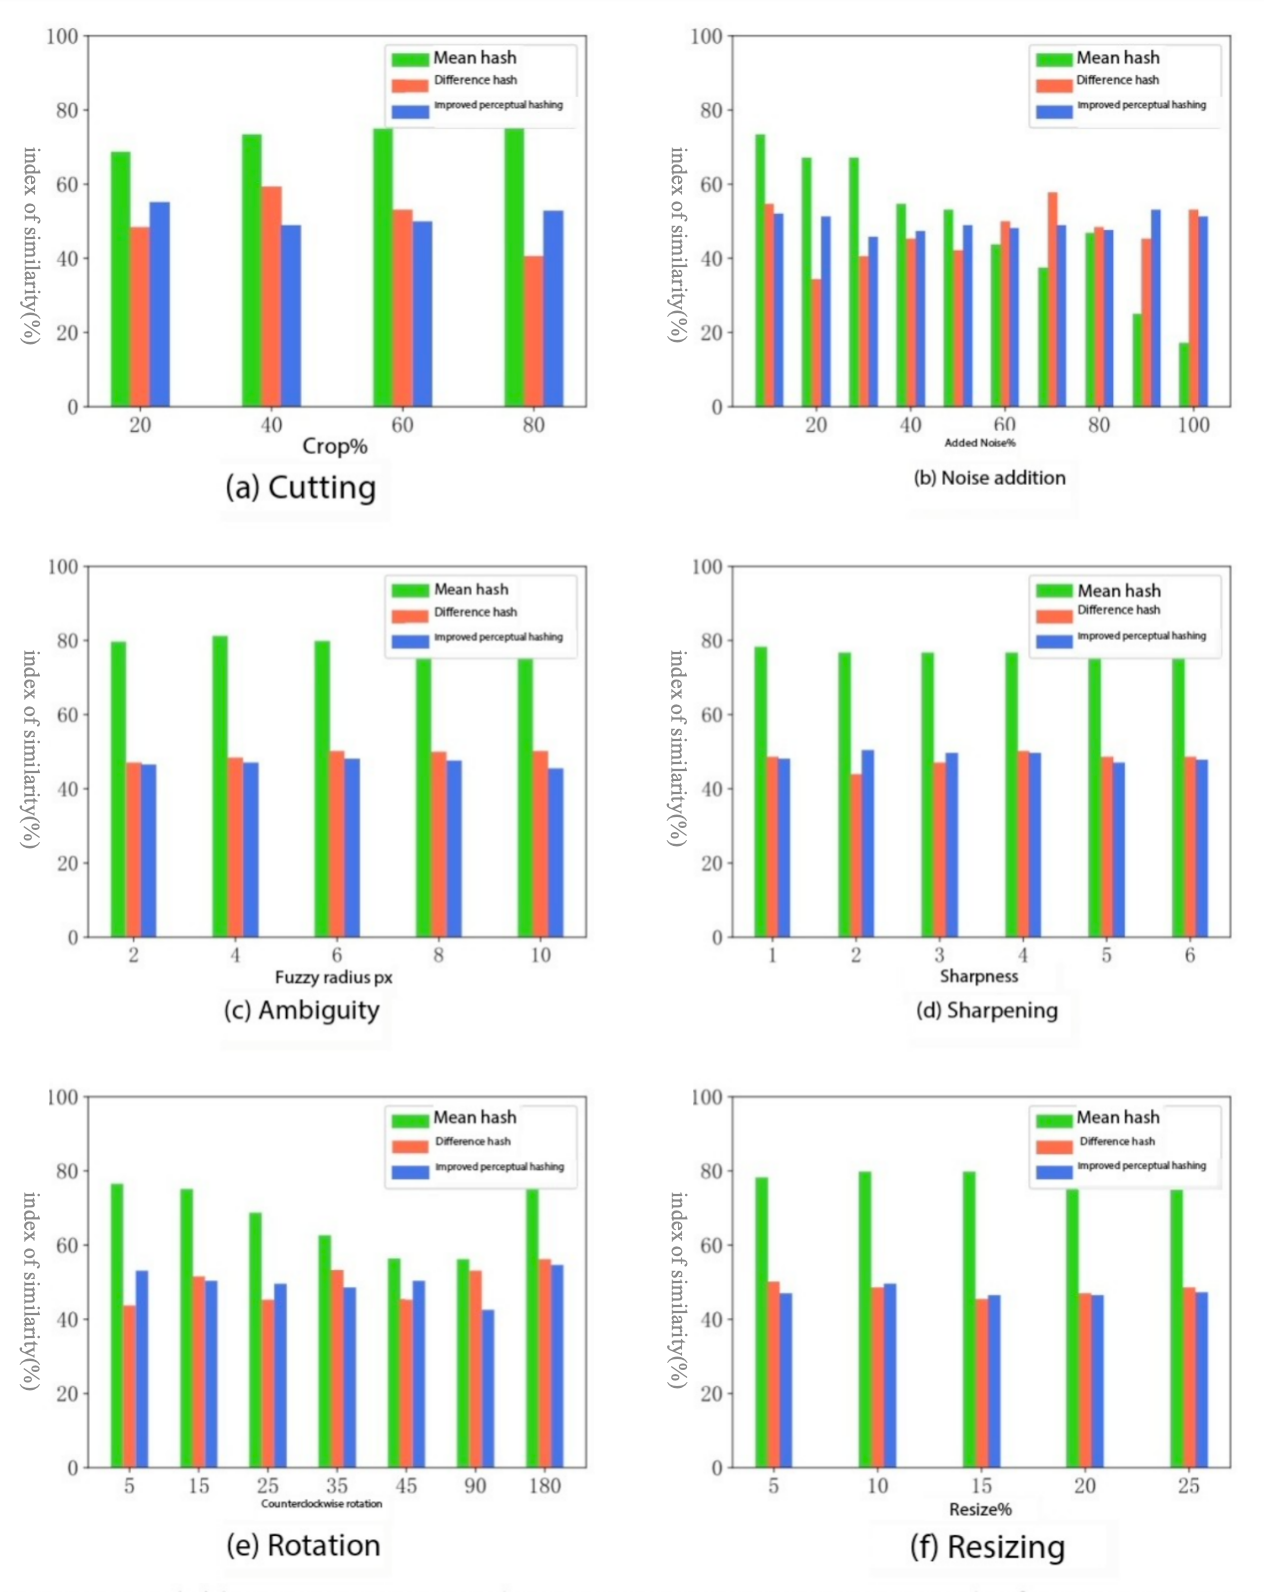 100
80
60
40
20
0
index of similarity(%)
Mean hash
Difference hash
Improved perceptual hashing
20 40 60 80
Crop%
(a) Cutting
100
80
60
40
20
0
index of similarity(%)
Mean hash
Difference hash
Improved perceptual hashing
20 40 60 80 100
Added Noise%
(b) Noise addition
100
80
60
40
20
0
index of similarity(%)
Mean hash
Difference hash
Improved perceptual hashing
2 4 6 8 10
Fuzzy radius px
(c) Ambiguity
100
80
60
40
20
0
index of similarity(%)
Mean hash
Difference hash
Improved perceptual hashing
1 2 3 4 5 6
Sharpness
(d) Sharpening
100
80
60
40
20
0
index of similarity(%)
Mean hash
Difference hash
Improved perceptual hashing
5 15 25 35 45 90 180
Counterclockwise rotation
(e) Rotation
100
80
60
40
20
0
index of similarity(%)
Mean hash
Difference hash
Improved perceptual hashing
5 10 15 20 25
Resize%
(f) Resizing